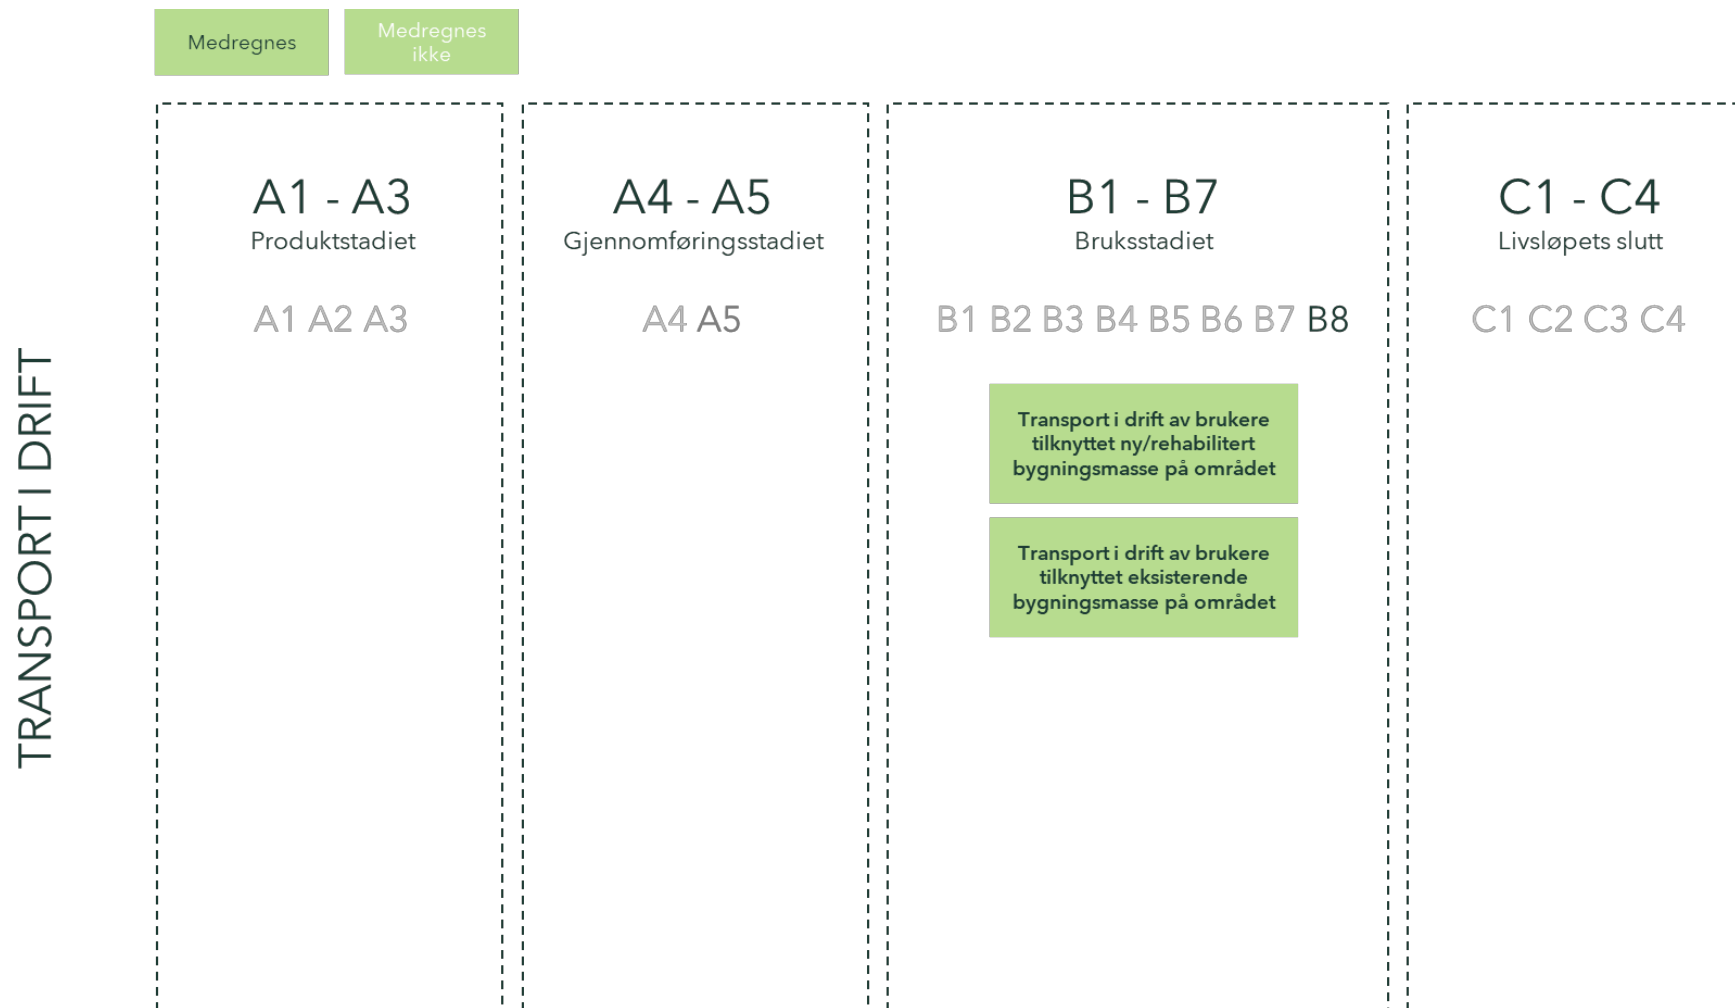 Medregnes
Medregnes
ikke
TRANSPORT I DRIFT
A1 - A3
Produktstadiet
A1 A2 A3
A4 - A5
Gjennomføringsstadiet
A4 A5
B1 - B7
Bruksstadiet
B1 B2 B3 B4 B5 B6 B7 B8
Transport i drift av brukere
tilknyttet ny/rehabilitert
bygningsmasse på området
Transport i drift av brukere
tilknyttet eksisterende
bygningsmasse på området
C1 - C4
Livsløpets slutt
C1 C2 C3 C4